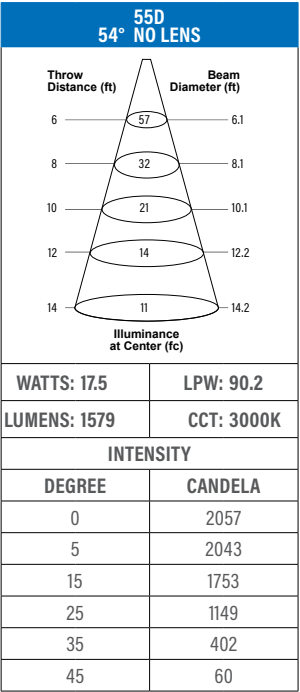 55D
54° NO LENS
Throw Distance (ft)
Beam Diameter (ft)
6 57 6.1
8 32 8.1
10 21 10.1
12 14 12.2
14 11 14.2
Illuminance
at Center (fc)
WATTS: 17.5 LPW: 90.2
LUMENS: 1579 CCT: 3000K
INTENSITY
DEGREE CANDELA
0 2057
5 2043
15 1753
25 1149
35 402
45 60